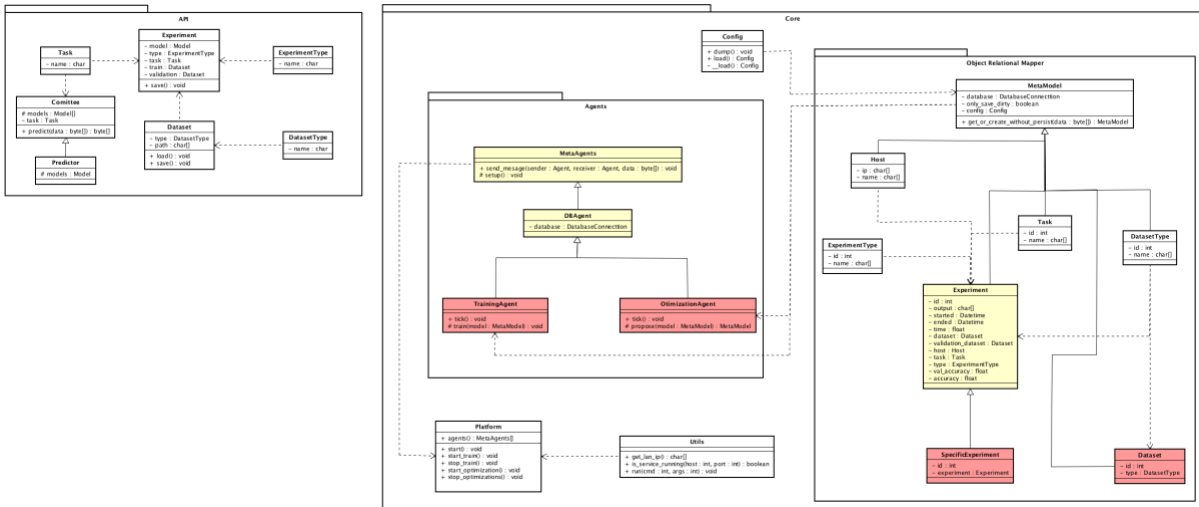 API
Experiment
- model : Model
- type : ExperimentType
- task : Task
- train : Dataset
- validation : Dataset
+ save() : void
Task
- name : char
ExperimentType
- name : char
Comittee
# models : Model[]
- task : Task
+ predict(data : byte[]) : byte[]
Predictor
# models : Model
Dataset
- type : DatasetType
- path : char[]
+ load() : void
+ save() : void
DatasetType
- name : char
Core
Config
+ dump() : void
+ load() : Config
- __load() : Config
Agents
MetaAgents
+ send_mesage(sender : Agent, receiver : Agent, data : byte[]) : void
# setup() : void
DBAgent
- database : DatabaseConnecttion
TrainingAgent
+ tick() : void
# train(model : MetaModel) : void
OtimizationAgent
+ tick() : void
# propose(model : MetaModel) : MetaModel
Platform
+ agents() : MetaAgents[]
+ start() : void
+ start_train() : void
+ stop_train() : void
+ start_optimization() : void
+ stop_optimizations() : void
Utils
+ get_lan_ip() : char[]
+ is_service_running(host : int, port : int) : boolean
+ run(cmd : int, args : int) : void
Object Relational Mapper
MetaModel
- database : DatabaseConnecttion
- only_save_dirty : boolean
- config : Config
+ get_or_create_without_persist(data : byte[]) : MetaModel
Host
- ip : char[]
- name : char[]
Task
- id : int
- name : char[]
DatasetType
- id : int
- name : char[]
ExperimentType
- id : int
- name : char[]
Experiment
- id : int
- output : char[]
- started : Datetime
- ended : Datetime
- time : float
- dataset : Dataset
- validation_dataset : Dataset
- host : Host
- task : Task
- type : ExperimentType
- val_accuracy : float
- accuracy : float
SpecificExperiment
- id : int
- experiment : Experiment
Dataset
- id : int
- type : DatasetType